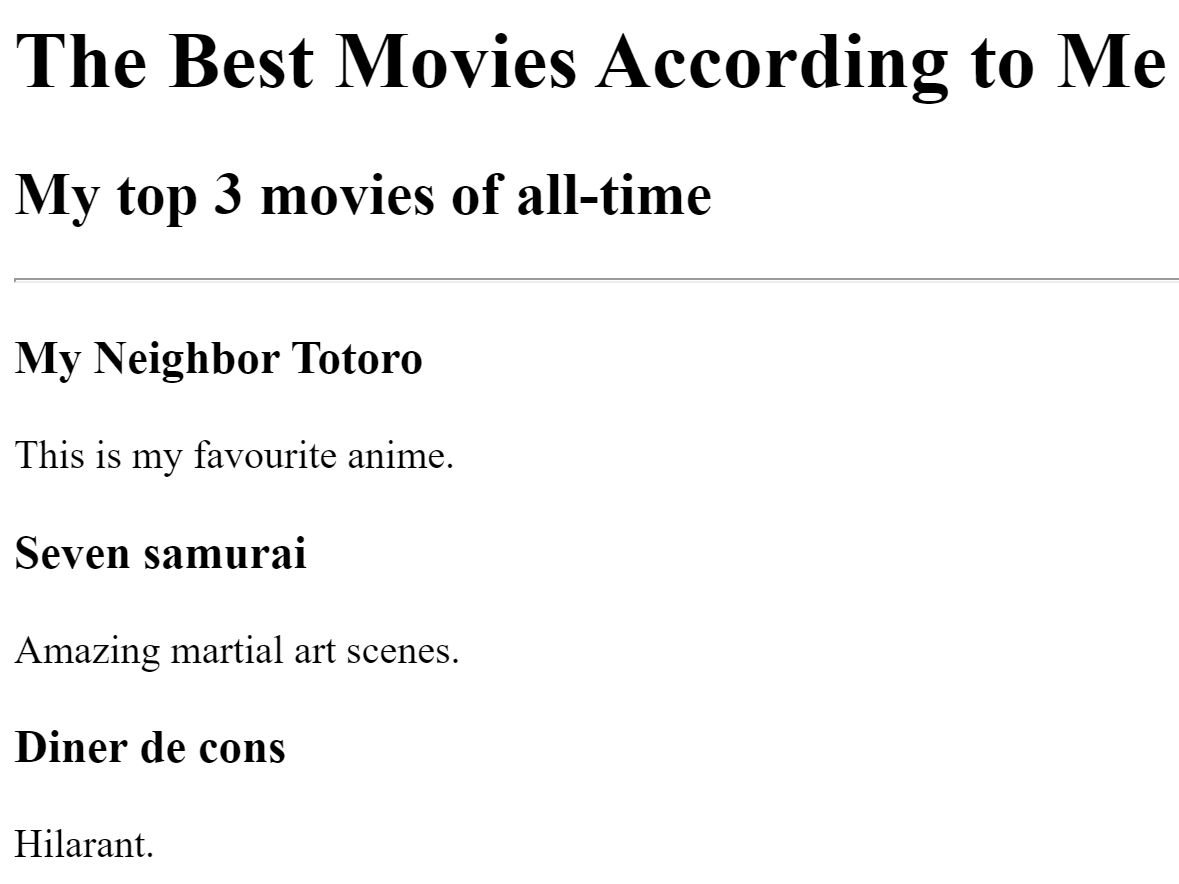 The Best Movies According to Me
My top 3 movies of all-time
My Neighbor Totoro
This is my favourite anime.
Seven samurai
Amazing martial art scenes.
Diner de cons
Hilarant.